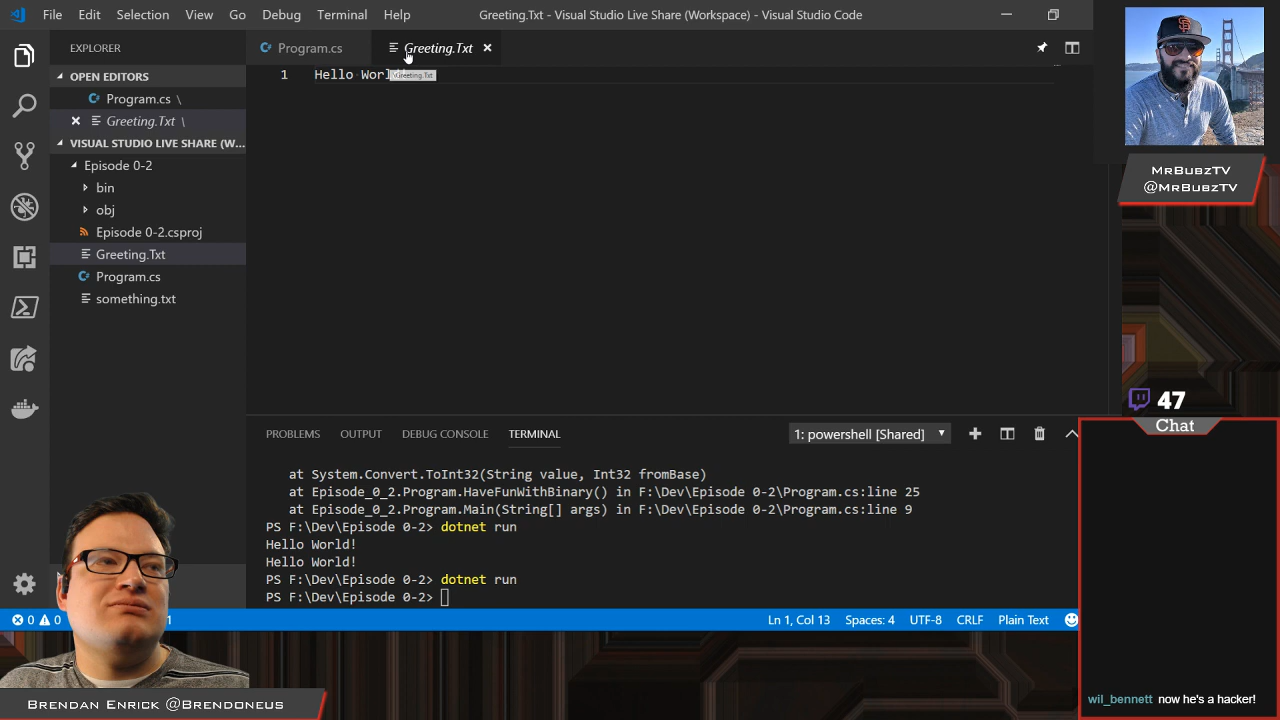 File Edit Selection View Go Debug Terminal Help
Greeting.Txt - Visual Studio Live Share (Workspace) - Visual Studio Code
EXPLORER
OPEN EDITORS
Program.cs \
Greeting.Txt \
VISUAL STUDIO LIVE SHARE (W...
Episode 0-2
bin
obj
Episode 0-2.csproj
Greeting.Txt
Program.cs
something.txt
Program.cs
Greeting.Txt
1 Hello World!
Greeting.Txt
PROBLEMS OUTPUT DEBUG CONSOLE TERMINAL
1: powershell [Shared]
at System.Convert.ToInt32(String value, Int32 fromBase)
at Episode_0_2.Program.HaveFunWithBinary() in F:\Dev\Episode 0-2\Program.cs:line 25
at Episode_0_2.Program.Main(String[] args) in F:\Dev\Episode 0-2\Program.cs:line 9
PS F:\Dev\Episode 0-2> dotnet run
Hello World!
Hello World!
PS F:\Dev\Episode 0-2> dotnet run
PS F:\Dev\Episode 0-2>
0 0 1
Ln 1, Col 13 Spaces: 4 UTF-8 CRLF Plain Text
MrBubzTV
@MrBubzTV
47
Chat
wil_bennett now he's a hacker!
Brendan Enrick @Brendoneus